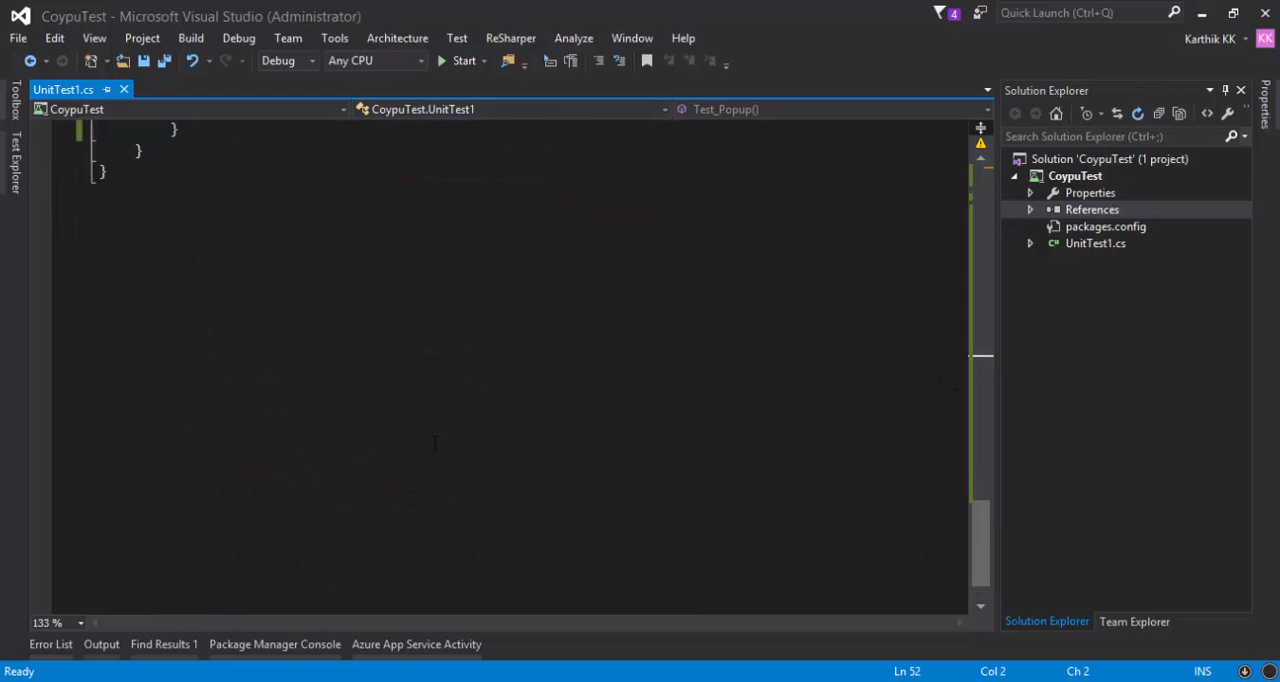 CoypuTest - Microsoft Visual Studio (Administrator)
4
Quick Launch (Ctrl+Q)
File Edit View Project Build Debug Team Tools Architecture Test ReSharper Analyze Window Help
Karthik KK
KK
Debug Any CPU Start
UnitTest1.cs
CoypuTest CoypuTest.UnitTest1 Test_Popup()
}
}
}
Toolbox
Test Explorer
Solution Explorer
Search Solution Explorer (Ctrl+;)
Solution 'CoypuTest' (1 project)
CoypuTest
Properties
References
packages.config
UnitTest1.cs
Properties
133 %
Solution Explorer Team Explorer
Error List Output Find Results 1 Package Manager Console Azure App Service Activity
Ready Ln 52 Col 2 Ch 2 INS